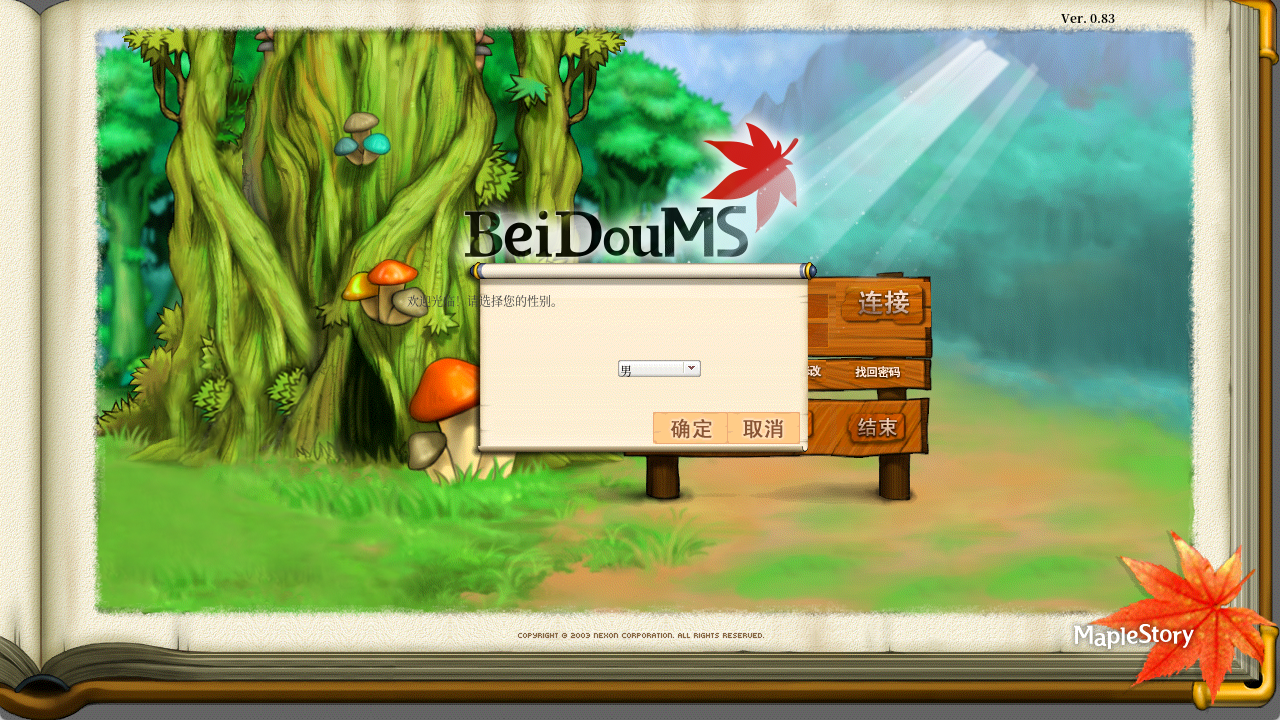 Ver. 0.83
BeiDouMS
欢迎光临！请选择您的性别。
连接
男
改
找回密码
确定
取消
结束
COPYRIGHT @ 2003 NEXON CORPORATION. ALL RIGHTS RESERVED.
MapleStory